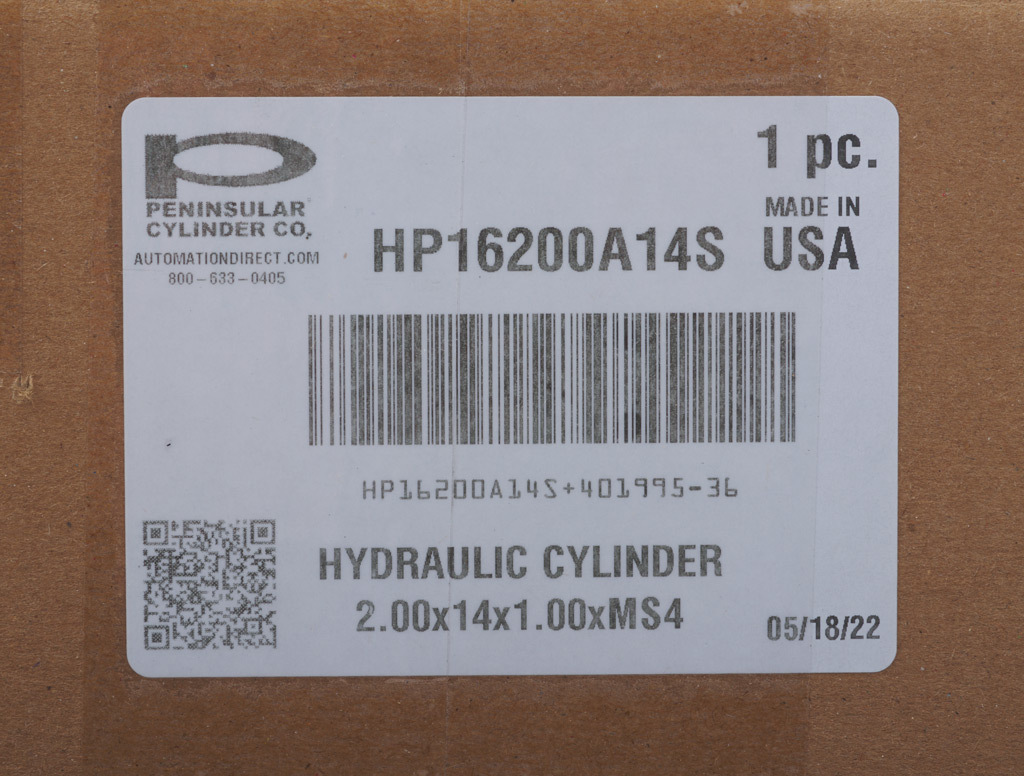 1 pc.
PENINSULAR
CYLINDER CO.
MADE IN
USA
AUTOMATIONDIRECT.COM
800-633-0405
HP16200A14S
HP16200A14S+401995-36
HYDRAULIC CYLINDER
2.00x14x1.00xMS4
05/18/22